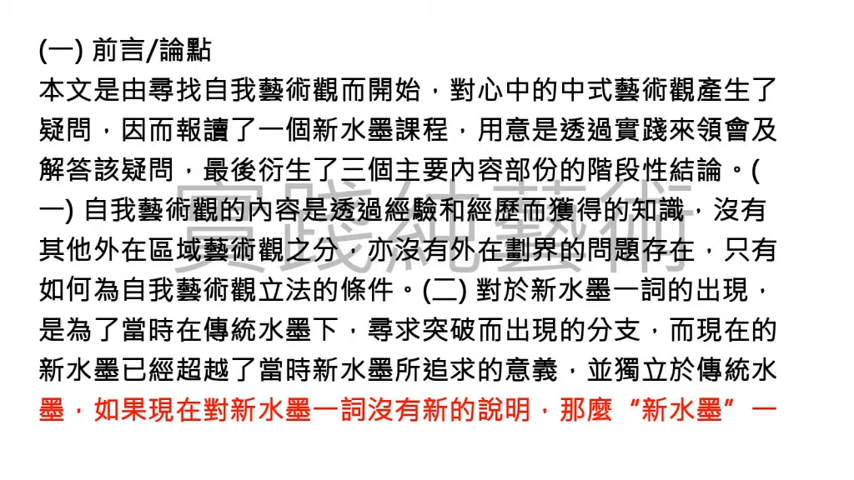 (一) 前言/論點
本文是由尋找自我藝術觀而開始，對心中的中式藝術觀產生了
疑問，因而報讀了一個新水墨課程，用意是透過實踐來領會及
解答該疑問，最後衍生了三個主要內容部份的階段性結論。(
一) 自我藝術觀的內容是透過經驗和經歷而獲得的知識，沒有
其他外在區域藝術觀之分，亦沒有外在劃界的問題存在，只有
如何為自我藝術觀立法的條件。(二) 對於新水墨一詞的出現，
是為了當時在傳統水墨下，尋求突破而出現的分支，而現在的
新水墨已經超越了當時新水墨所追求的意義，並獨立於傳統水
墨，如果現在對新水墨一詞沒有新的說明，那麼“新水墨”一
實踐純藝術